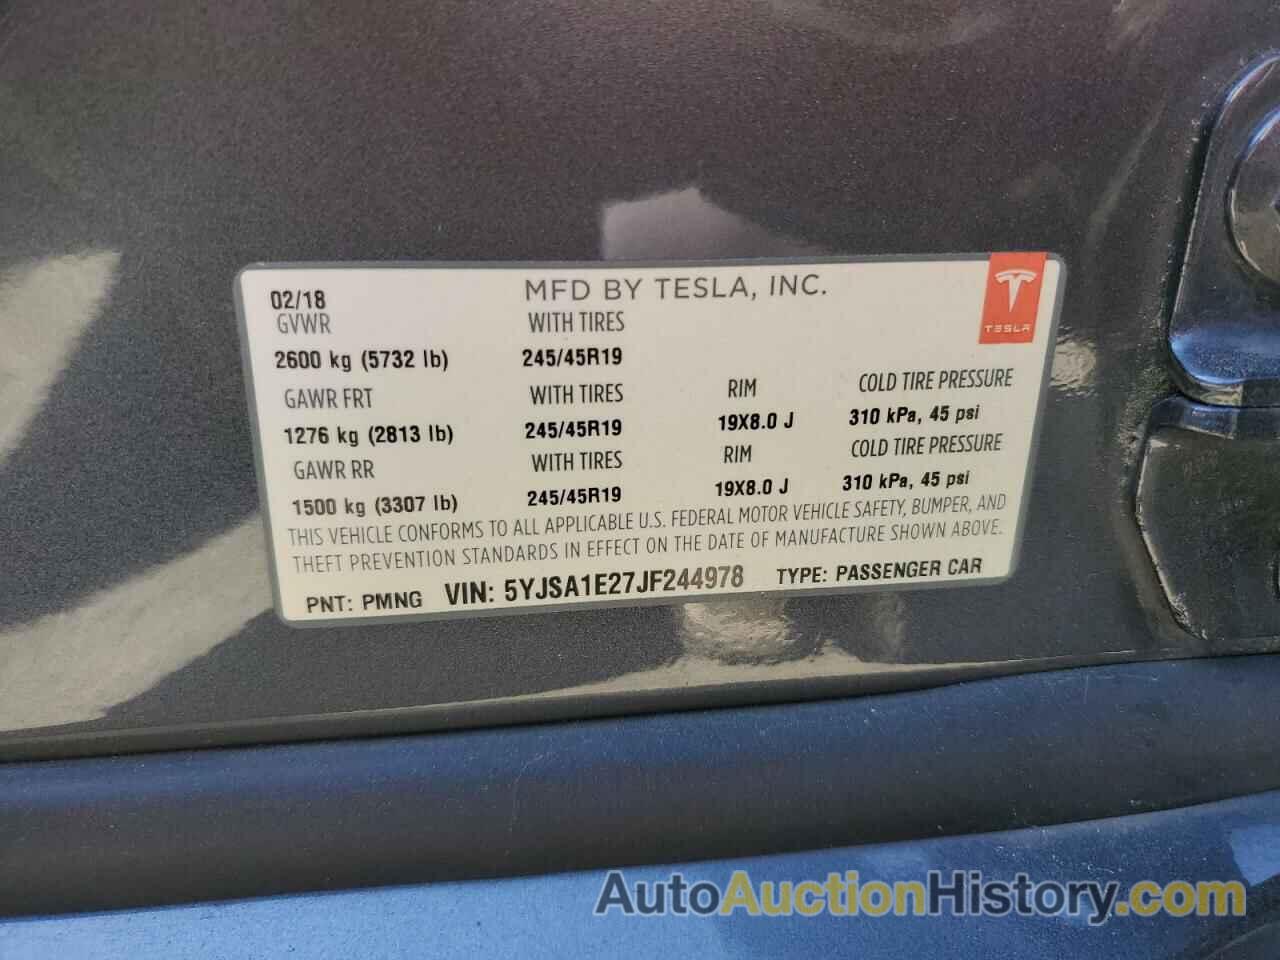 02/18 MFD BY TESLA, INC.
TESLA
GVWR WITH TIRES
2600 kg (5732 lb) 245/45R19
GAWR FRT WITH TIRES RIM COLD TIRE PRESSURE
1276 kg (2813 lb) 245/45R19 19X8.0 J 310 kPa, 45 psi
GAWR RR WITH TIRES RIM COLD TIRE PRESSURE
1500 kg (3307 lb) 245/45R19 19X8.0 J 310 kPa, 45 psi
THIS VEHICLE CONFORMS TO ALL APPLICABLE U.S. FEDERAL MOTOR VEHICLE SAFETY, BUMPER, AND
THEFT PREVENTION STANDARDS IN EFFECT ON THE DATE OF MANUFACTURE SHOWN ABOVE.
PNT: PMNG VIN: 5YJSA1E27JF244978 TYPE: PASSENGER CAR
AutoAuctionHistory.com